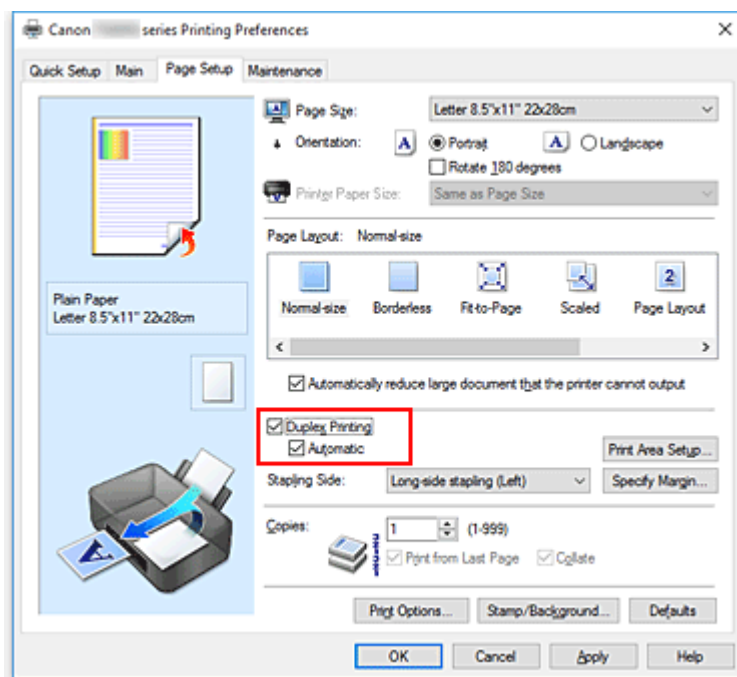 Canon series Printing Preferences
Quick Setup Main Page Setup Maintenance
Page Size: Letter 8.5"x11" 22x28cm
Orientation: A Portrait A Landscape
Rotate 180 degrees
Printer Paper Size: Same as Page Size
Page Layout: Normal-size
2
Normal-size Borderless Fit-to-Page Scaled Page Layout
Plain Paper
Letter 8.5"x11" 22x28cm
Automatically reduce large document that the printer cannot output
Duplex Printing
Automatic
Print Area Setup...
Stapling Side: Long-side stapling (Left) Specify Margin...
Copies: 1 (1-999)
Print from Last Page Collate
A
Print Options... Stamp/Background... Defaults
OK Cancel Apply Help